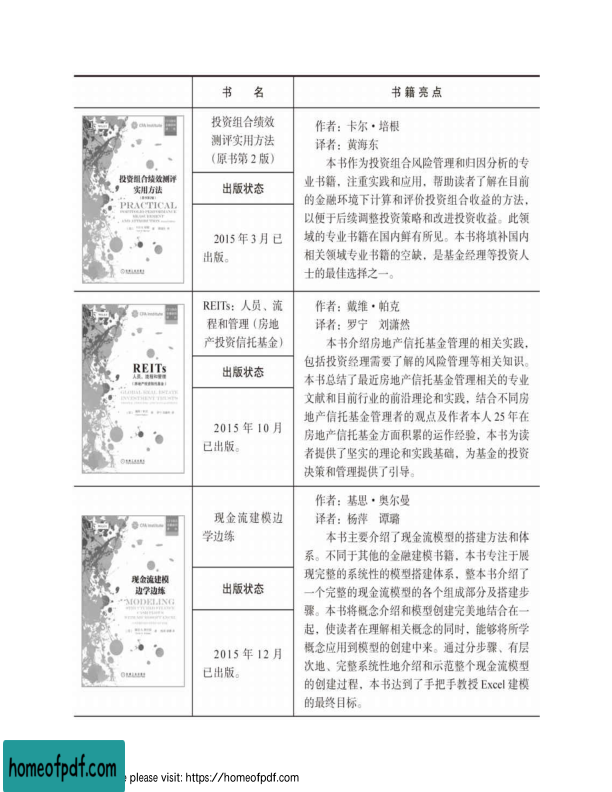 书 名
书籍亮点
CFA Institute
投资组合绩效测评
实用方法
PRACTICAL
投资组合绩效
测评实用方法
(原书第 2 版)
出版状态
2015 年 3 月 已
出版。
作者：卡尔·培根
译者：黄海东
本书作为投资组合风险管理和归因分析的专
业书籍，注重实践和应用，帮助读者了解在目前
的金融环境下计算和评价投资组合收益的方法，
以便于后续调整投资策略和改进投资收益。此领
域的专业书籍在国内鲜有所见。本书将填补国内
相关领域专业书籍的空缺，是基金经理等投资人
士的最佳选择之一。
CFA Institute
REITs
人员、流程和管理
(房地产投资信托基金)
GLOBAL REAL ESTATE
INVESTMENT TRUSTS
REITs：人员、流
程和管理（房地
产投资信托基金）
出版状态
2015 年 10 月
已出版。
作者：戴维·帕克
译者：罗宁 刘潇然
本书介绍房地产信托基金管理的相关实践，
包括投资经理需要了解的风险管理等相关知识。
本书总结了最近房地产信托基金管理相关的专业
文献和目前行业的前沿理论和实践，结合不同房
地产信托基金管理者的观点及作者本人 25 年在
房地产信托基金方面积累的运作经验，本书为读
者提供了坚实的理论和实践基础，为基金的投资
决策和管理提供了引导。
CFA Institute
现金流建模
边学边练
MODELING
现金流建模边
学边练
出版状态
2015 年 12 月
已出版。
作者：基思·奥尔曼
译者：杨萍 谭璐
本书主要介绍了现金流模型的搭建方法和体
系。不同于其他的金融建模书籍，本书专注于展
现完整的系统性的模型搭建体系，整本书介绍了
一个完整的现金流模型的各个组成部分及搭建步
骤。本书将概念介绍和模型创建完美地结合在一
起，使读者在理解相关概念的同时，能够将所学
概念应用到模型的创建中来。通过分步骤、有层
次地、完整系统性地介绍和示范整个现金流模型
的创建过程，本书达到了手把手教授 Excel 建模
的最终目标。
homeofpdf.com
please visit: https://homeofpdf.com